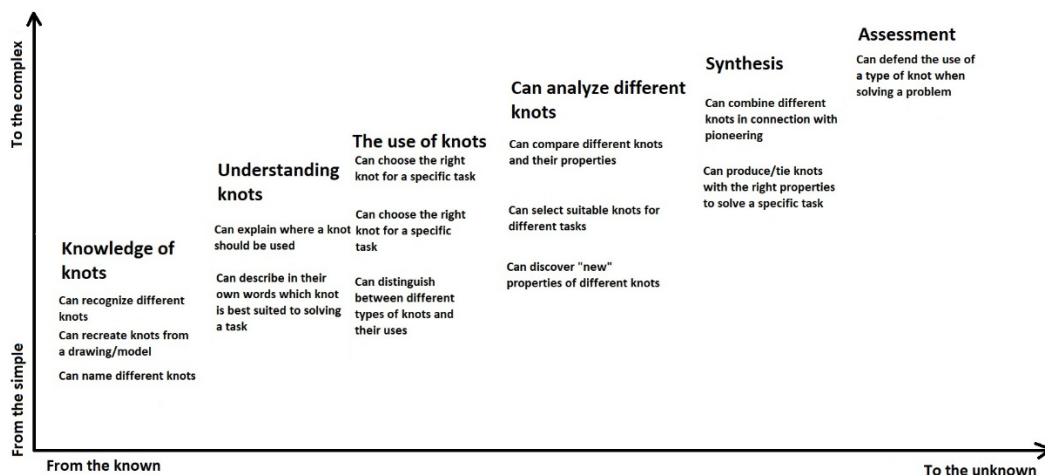 To the complex
From the simple
Knowledge of
knots
Can recognize different
knots
Can recreate knots from
a drawing/model
Can name different knots
Understanding
knots
Can explain where a knot
should be used
Can describe in their
own words which knot
is best suited to solving
a task
The use of knots
Can choose the right
knot for a specific task
Can choose the right
knot for a specific
task
Can distinguish
between different
types of knots and
their uses
Can analyze different
knots
Can compare different knots
and their properties
Can select suitable knots for
different tasks
Can discover "new"
properties of different knots
Synthesis
Can combine different
knots in connection with
pioneering
Can produce/tie knots
with the right properties
to solve a specific task
Assessment
Can defend the use of
a type of knot when
solving a problem
From the known
To the unknown